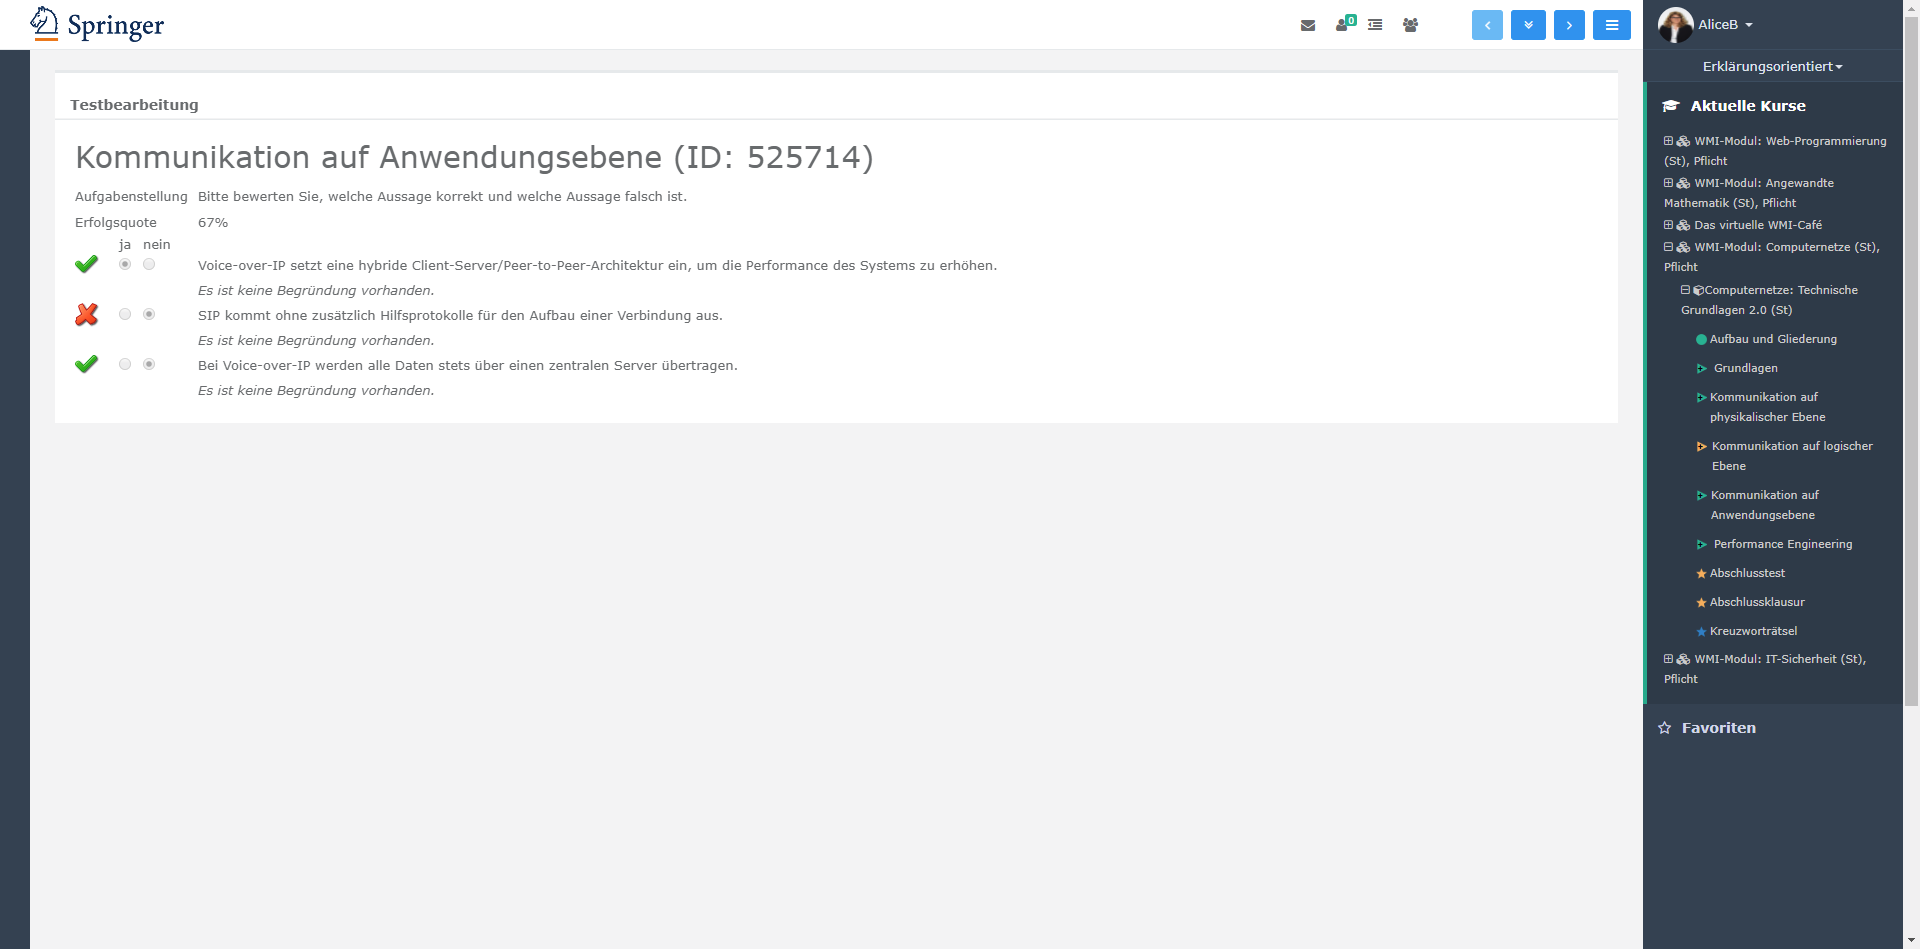 Springer
0
AliceB
Erklärungsorientiert
Testbearbeitung
Kommunikation auf Anwendungsebene (ID: 525714)
Aufgabenstellung Bitte bewerten Sie, welche Aussage korrekt und welche Aussage falsch ist.
Erfolgsquote 67%
ja nein
Voice-over-IP setzt eine hybride Client-Server/Peer-to-Peer-Architektur ein, um die Performance des Systems zu erhöhen.
Es ist keine Begründung vorhanden.
SIP kommt ohne zusätzlich Hilfsprotokolle für den Aufbau einer Verbindung aus.
Es ist keine Begründung vorhanden.
Bei Voice-over-IP werden alle Daten stets über einen zentralen Server übertragen.
Es ist keine Begründung vorhanden.
Aktuelle Kurse
WMI-Modul: Web-Programmierung
(St), Pflicht
WMI-Modul: Angewandte
Mathematik (St), Pflicht
Das virtuelle WMI-Café
WMI-Modul: Computernetze (St),
Pflicht
Computernetze: Technische
Grundlagen 2.0 (St)
Aufbau und Gliederung
Grundlagen
Kommunikation auf
physikalischer Ebene
Kommunikation auf logischer
Ebene
Kommunikation auf
Anwendungsebene
Performance Engineering
Abschlusstest
Abschlussklausur
Kreuzworträtsel
WMI-Modul: IT-Sicherheit (St),
Pflicht
Favoriten